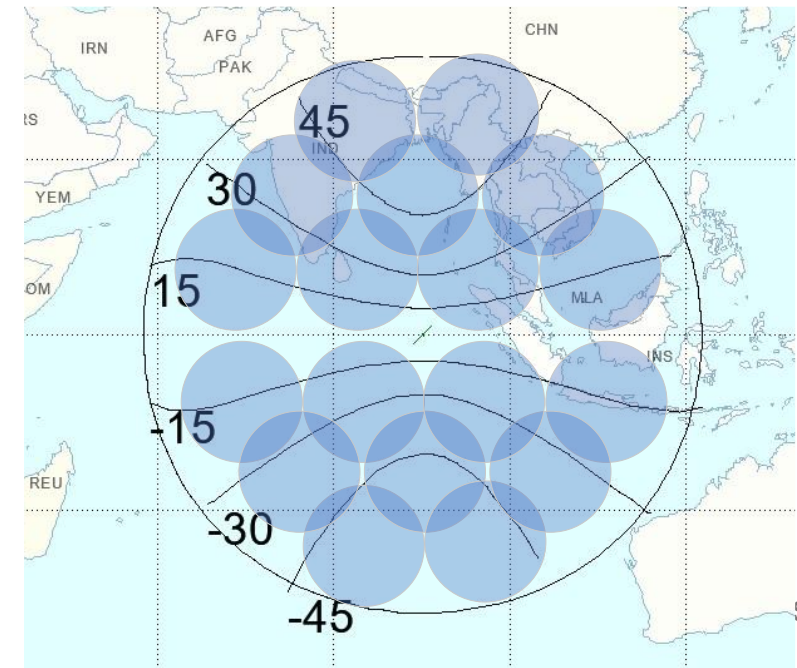 CHN
AFG
IRN
PAK
45
RS
IND
30
YEM
OM
15
MLA
INS
-15
REU
-30
-45